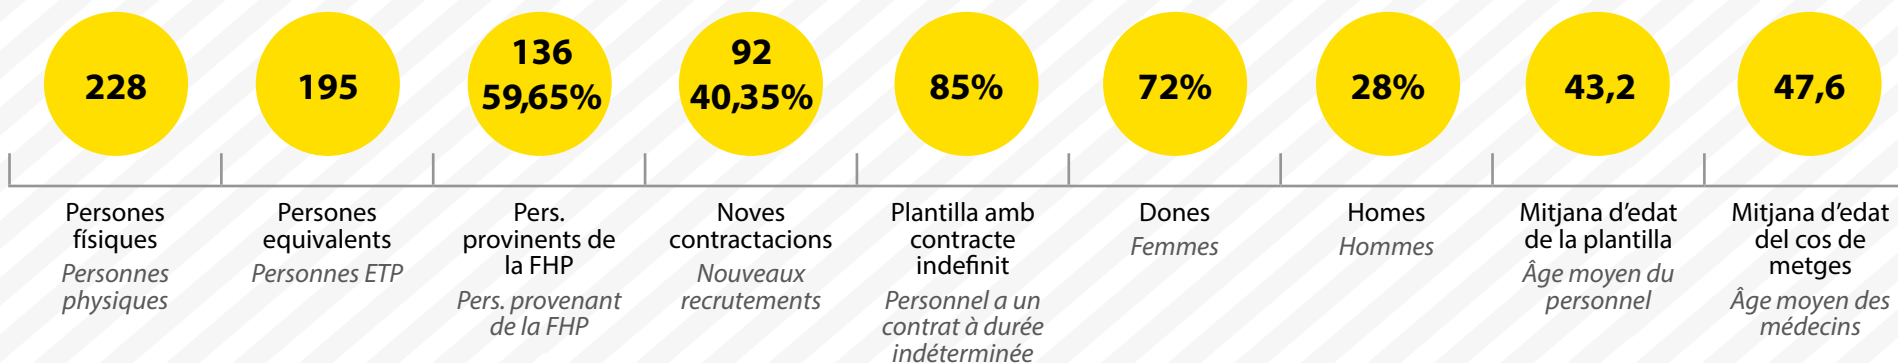 228
195
136
59,65%
92
40,35%
85%
72%
28%
43,2
47,6
Persones
físiques
Personnes
physiques
Persones
equivalents
Personnes ETP
Pers.
provinents de
la FHP
Pers. provenant
de la FHP
Noves
contractacions
Nouveaux
recrutements
Plantilla amb
contracte
indefinit
Personnel a un
contrat à durée
indéterminée
Dones
Femmes
Homes
Hommes
Mitjana d’edat
de la plantilla
Âge moyen du
personnel
Mitjana d’edat
del cos de
metges
Âge moyen des
médecins